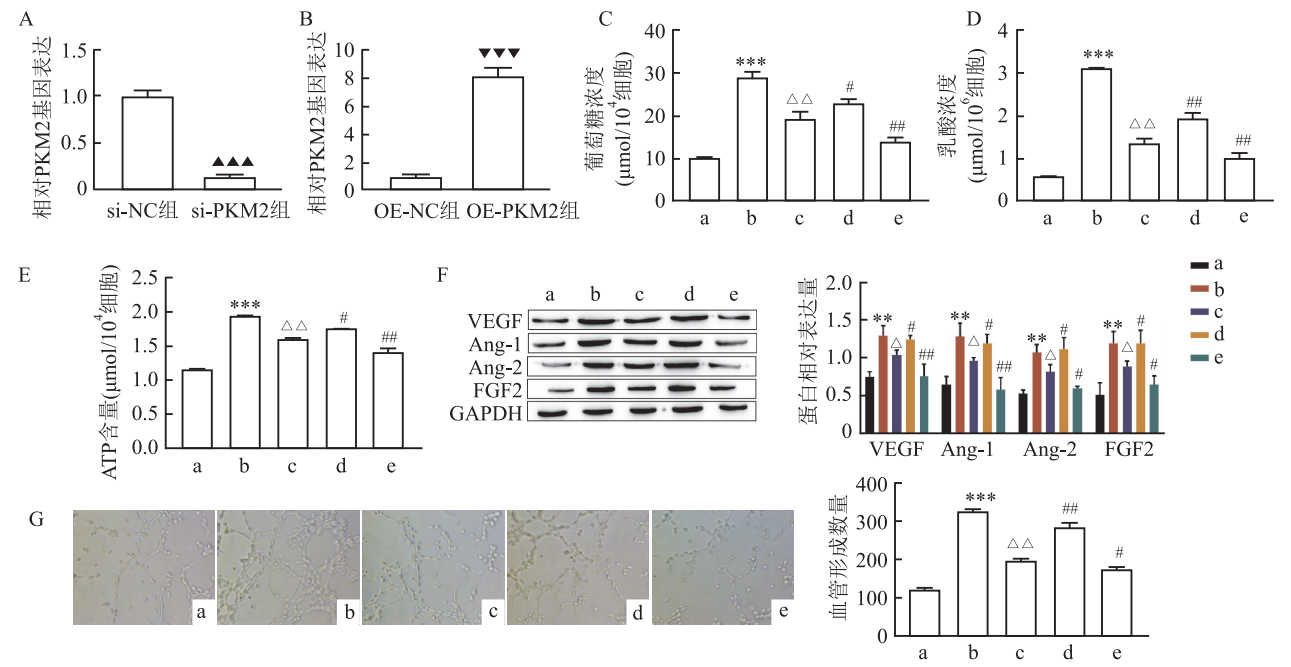 A
相对PKM2基因表达
1.5
1.0
0.5
0
▲▲▲
si-NC组 si-PKM2组
B
相对PKM2基因表达
10
8
6
4
2
0
▼▼▼
OE-NC组 OE-PKM2组
C
葡萄糖浓度
(μmol/10⁴细胞)
40
30
20
10
0
*** △△ # ##
a b c d e
D
乳酸浓度
(μmol/10⁶细胞)
4
3
2
1
0
*** △△ ## ##
a b c d e
E
ATP含量(μmol/10⁴细胞)
2.5
2.0
1.5
1.0
0.5
0.0
*** △△ # ##
a b c d e
F
a b c d e
VEGF
Ang-1
Ang-2
FGF2
GAPDH
蛋白相对表达量
2.0
1.5
1.0
0.5
0
** △ # ##
** △ # ##
** △ # #
** △ # #
VEGF Ang-1 Ang-2 FGF2
a
b
c
d
e
G
a b c d e
血管形成数量
400
300
200
100
0
*** △△ ## #
a b c d e